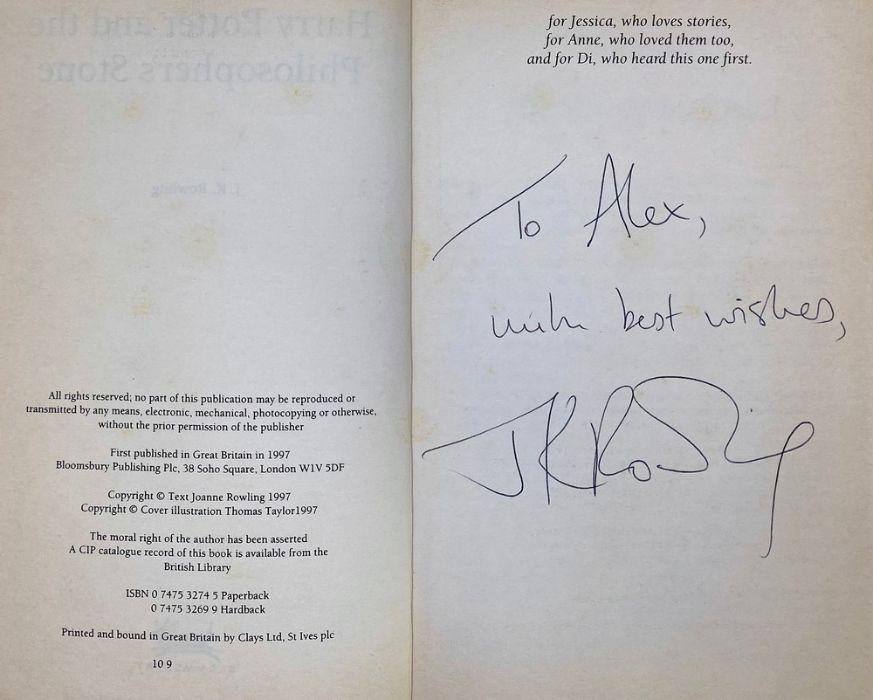 Harry Potter and the
Philosopher's Stone
J. K. Rowling
All rights reserved; no part of this publication may be reproduced or
transmitted by any means, electronic, mechanical, photocopying or otherwise,
without the prior permission of the publisher
First published in Great Britain in 1997
Bloomsbury Publishing Plc, 38 Soho Square, London W1V 5DF
Copyright © Text Joanne Rowling 1997
Copyright © Cover illustration Thomas Taylor1997
The moral right of the author has been asserted
A CIP catalogue record of this book is available from the
British Library
ISBN 0 7475 3274 5 Paperback
0 7475 3269 9 Hardback
Printed and bound in Great Britain by Clays Ltd, St Ives plc
10 9
for Jessica, who loves stories,
for Anne, who loved them too,
and for Di, who heard this one first.
To Alex,
with best wishes,
JKRowling